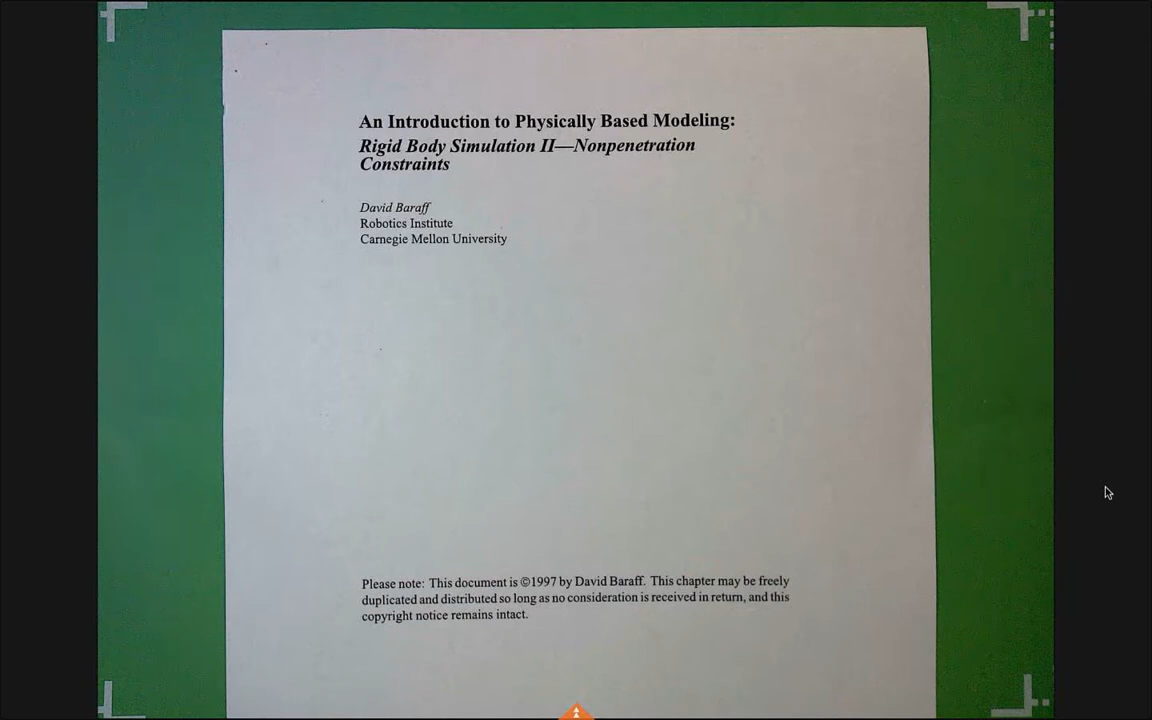 An Introduction to Physically Based Modeling:
Rigid Body Simulation II—Nonpenetration
Constraints
David Baraff
Robotics Institute
Carnegie Mellon University
Please note: This document is ©1997 by David Baraff. This chapter may be freely
duplicated and distributed so long as no consideration is received in return, and this
copyright notice remains intact.